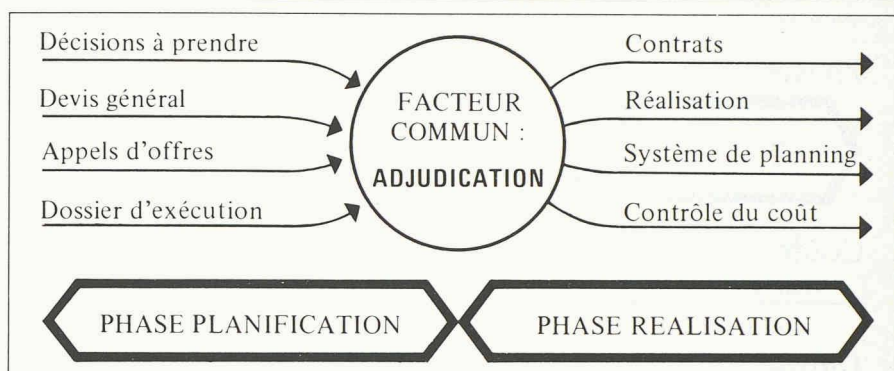 Décisions à prendre
Devis général
Appels d'offres
Dossier d'exécution
FACTEUR
COMMUN :
ADJUDICATION
Contrats
Réalisation
Système de planning
Contrôle du coût
PHASE PLANIFICATION
PHASE REALISATION